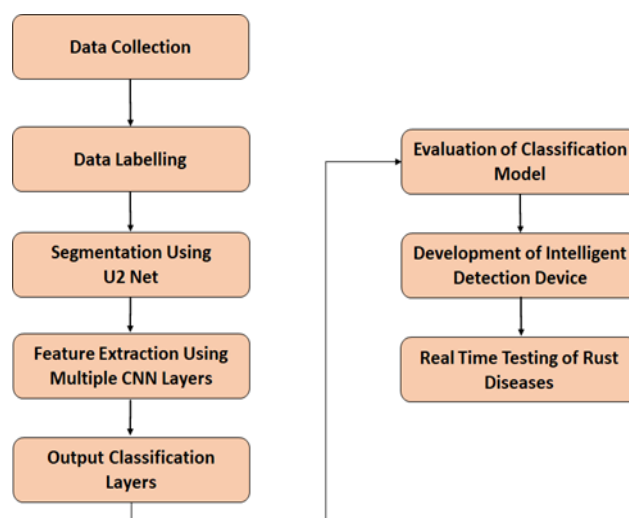 Data Collection
Data Labelling
Segmentation Using
U2 Net
Feature Extraction Using
Multiple CNN Layers
Output Classification
Layers
Evaluation of Classification
Model
Development of Intelligent
Detection Device
Real Time Testing of Rust
Diseases